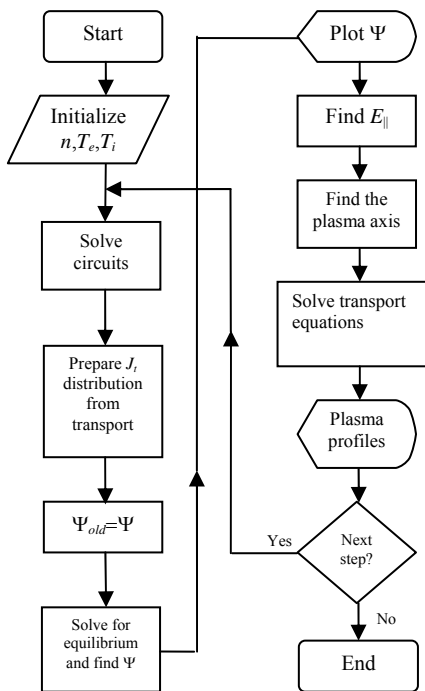 Start
Initialize
n,Te,Ti
Solve
circuits
Prepare Jt
distribution
from
transport
Ψold=Ψ
Solve for
equilibrium
and find Ψ
Plot Ψ
Find E||
Find the
plasma axis
Solve transport
equations
Plasma
profiles
Next
step?
Yes
No
End